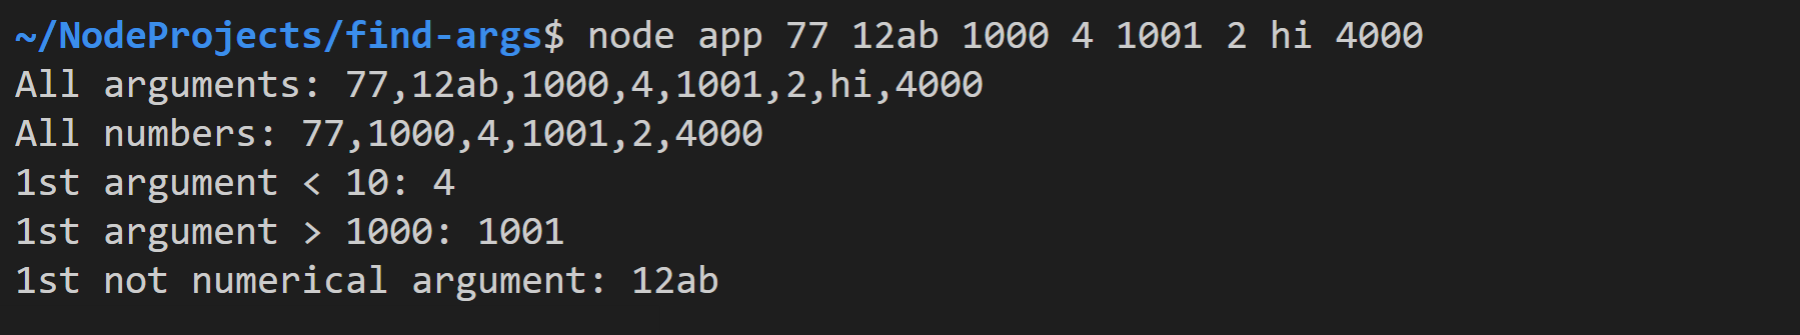 ~/NodeProjects/find-args$ node app 77 12ab 1000 4 1001 2 hi 4000
All arguments: 77,12ab,1000,4,1001,2,hi,4000
All numbers: 77,1000,4,1001,2,4000
1st argument < 10: 4
1st argument > 1000: 1001
1st not numerical argument: 12ab